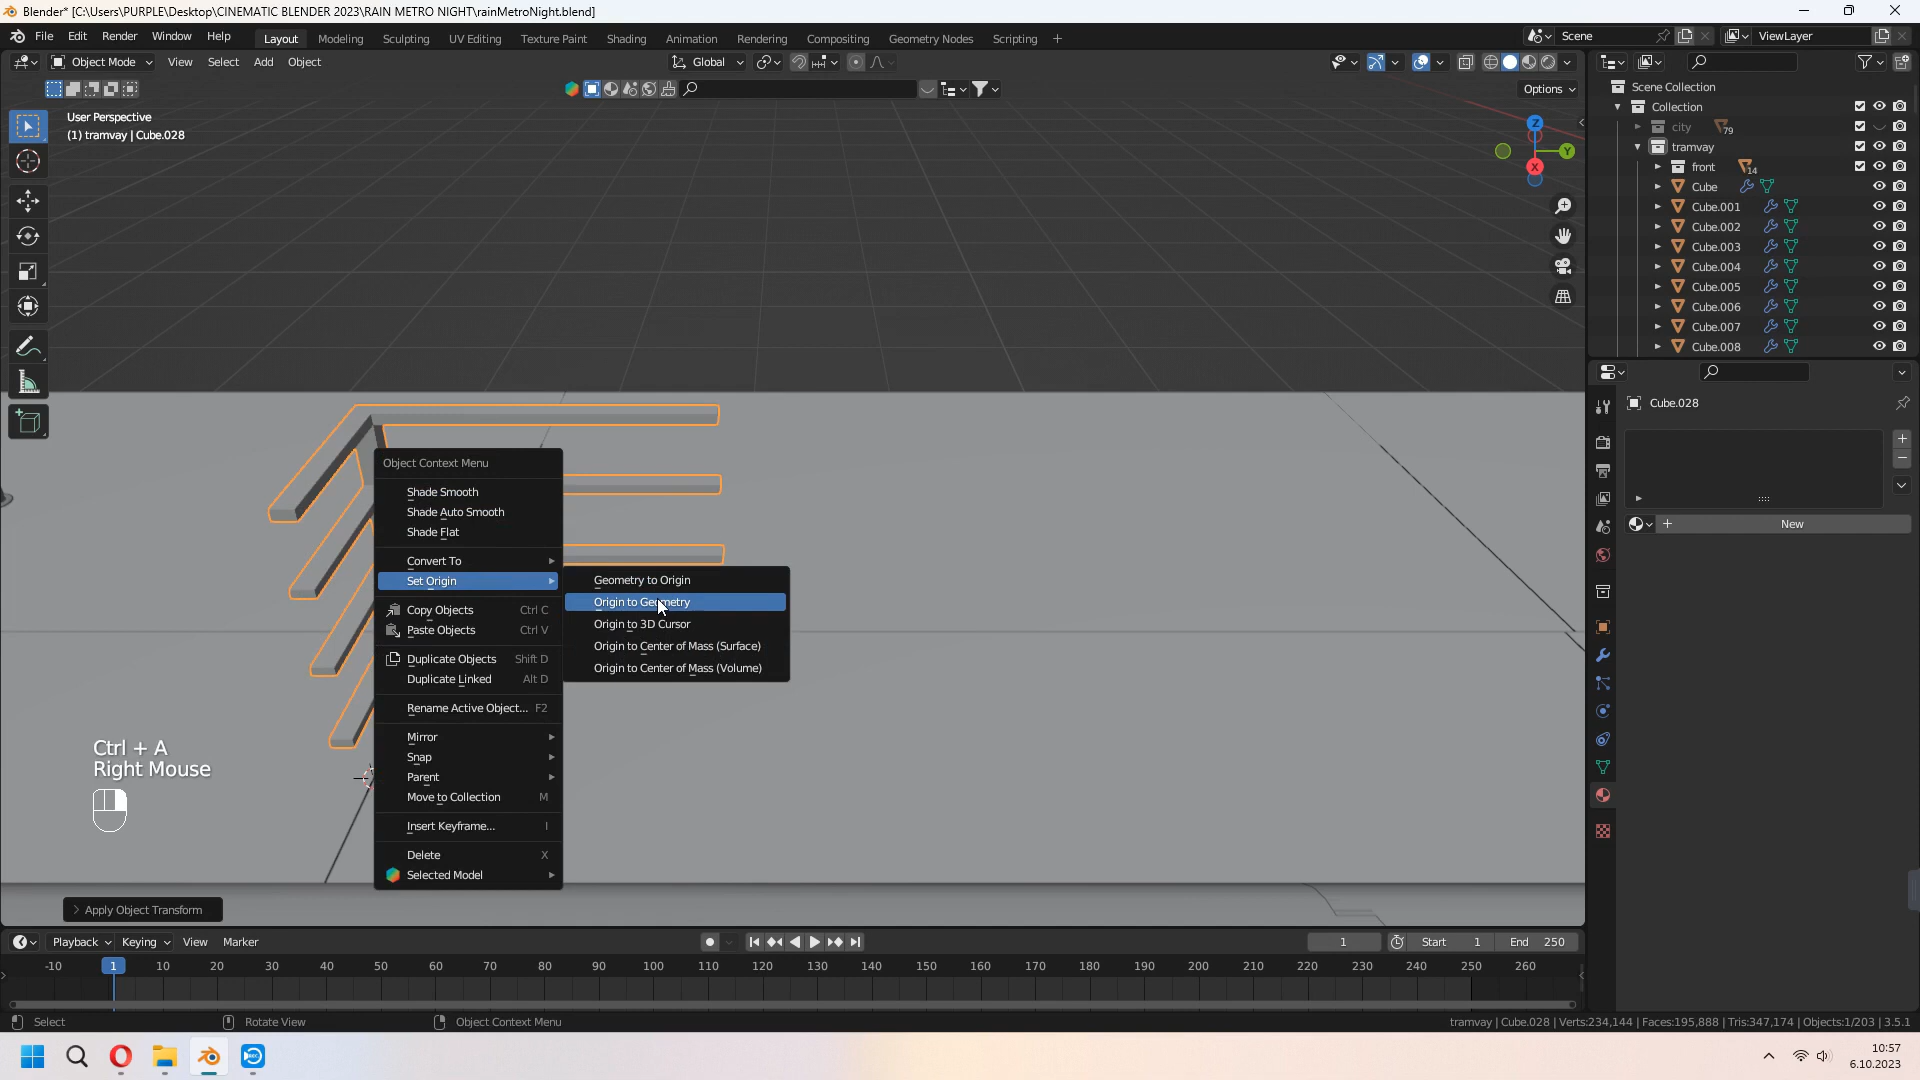 Blender* [C:\Users\PURPLE\Desktop\CINEMATIC BLENDER 2023\RAIN METRO NIGHT\rainMetroNight.blend]
File Edit Render Window Help Layout Modeling Sculpting UV Editing Texture Paint Shading Animation Rendering Compositing Geometry Nodes Scripting + Scene ViewLayer
Object Mode View Select Add Object Global
Options
User Perspective
(1) tramvay | Cube.028
Z
Y
X
Scene Collection
Collection
city 79
tramvay
front 14
Cube
Cube.001
Cube.002
Cube.003
Cube.004
Cube.005
Cube.006
Cube.007
Cube.008
Cube.028
New
Object Context Menu
Shade Smooth
Shade Auto Smooth
Shade Flat
Convert To
Set Origin
Copy Objects Ctrl C
Paste Objects Ctrl V
Duplicate Objects Shift D
Duplicate Linked Alt D
Rename Active Object... F2
Mirror
Snap
Parent
Move to Collection M
Insert Keyframe... I
Delete X
Selected Model
Geometry to Origin
Origin to Geometry
Origin to 3D Cursor
Origin to Center of Mass (Surface)
Origin to Center of Mass (Volume)
Ctrl + A
Right Mouse
Apply Object Transform
Playback Keying View Marker 1 Start 1 End 250
-10 1 10 20 30 40 50 60 70 80 90 100 110 120 130 140 150 160 170 180 190 200 210 220 230 240 250 260
Select Rotate View Object Context Menu tramvay | Cube.028 | Verts:234,144 | Faces:195,888 | Tris:347,174 | Objects:1/203 | 3.5.1
10:57
6.10.2023